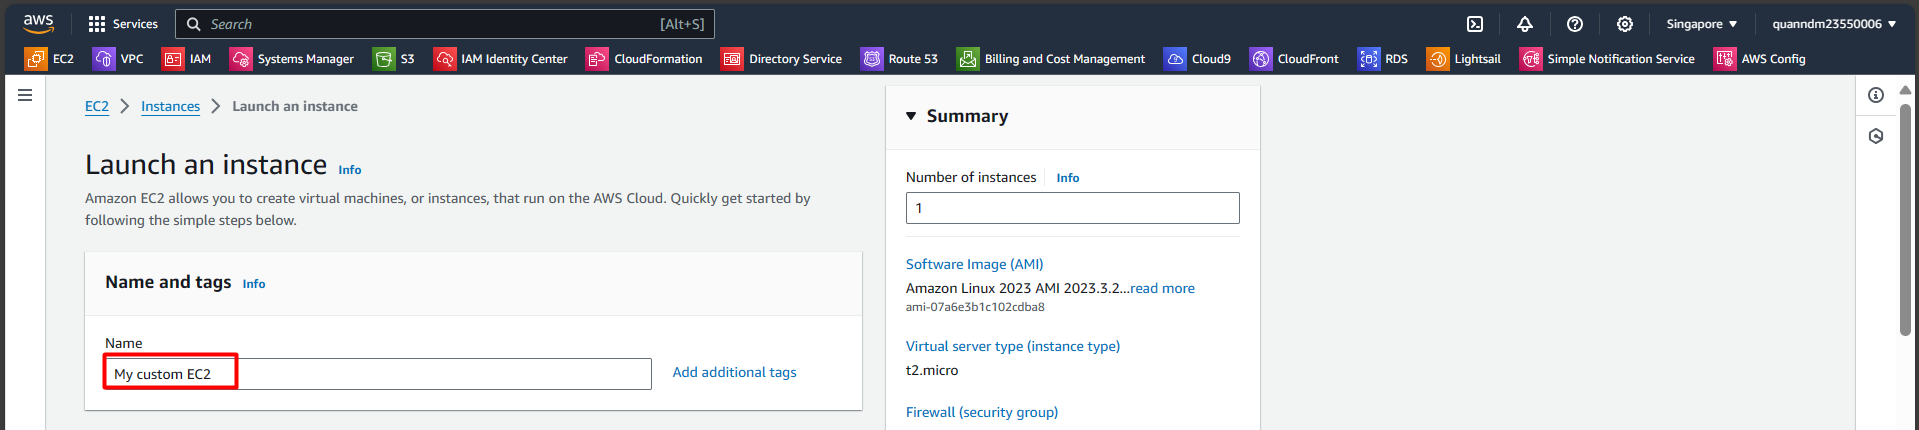 aws
Services
Search
[Alt+S]
Singapore
quanndm23550006
EC2
VPC
IAM
Systems Manager
S3
IAM Identity Center
CloudFormation
Directory Service
Route 53
Billing and Cost Management
Cloud9
CloudFront
RDS
Lightsail
Simple Notification Service
AWS Config
EC2
Instances
Launch an instance
Launch an instance
Info
Amazon EC2 allows you to create virtual machines, or instances, that run on the AWS Cloud. Quickly get started by
following the simple steps below.
Name and tags
Info
Name
My custom EC2
Add additional tags
Summary
Number of instances
Info
1
Software Image (AMI)
Amazon Linux 2023 AMI 2023.3.2...read more
ami-07a6e3b1c102cdba8
Virtual server type (instance type)
t2.micro
Firewall (security group)